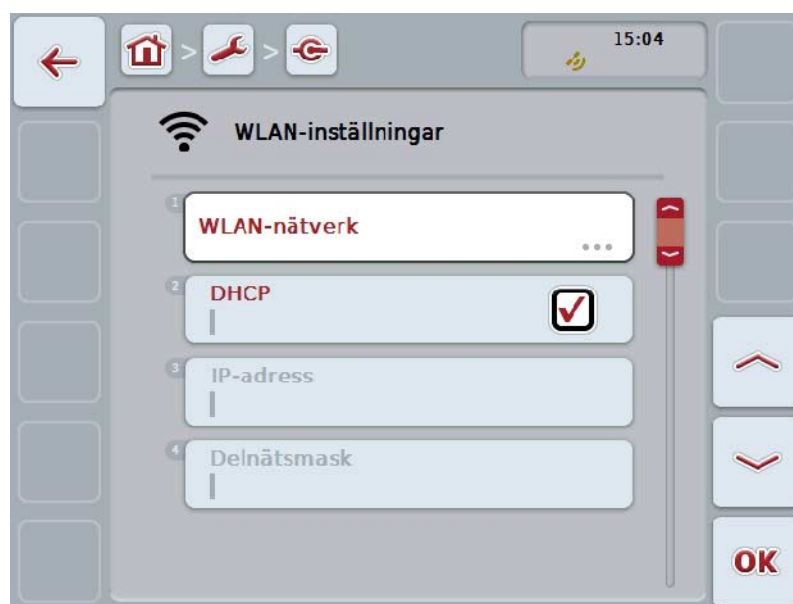 > >
15:04
WLAN-inställningar
1
WLAN-nätverk
...
2
DHCP
3
IP-adress
4
Delnätsmask
OK